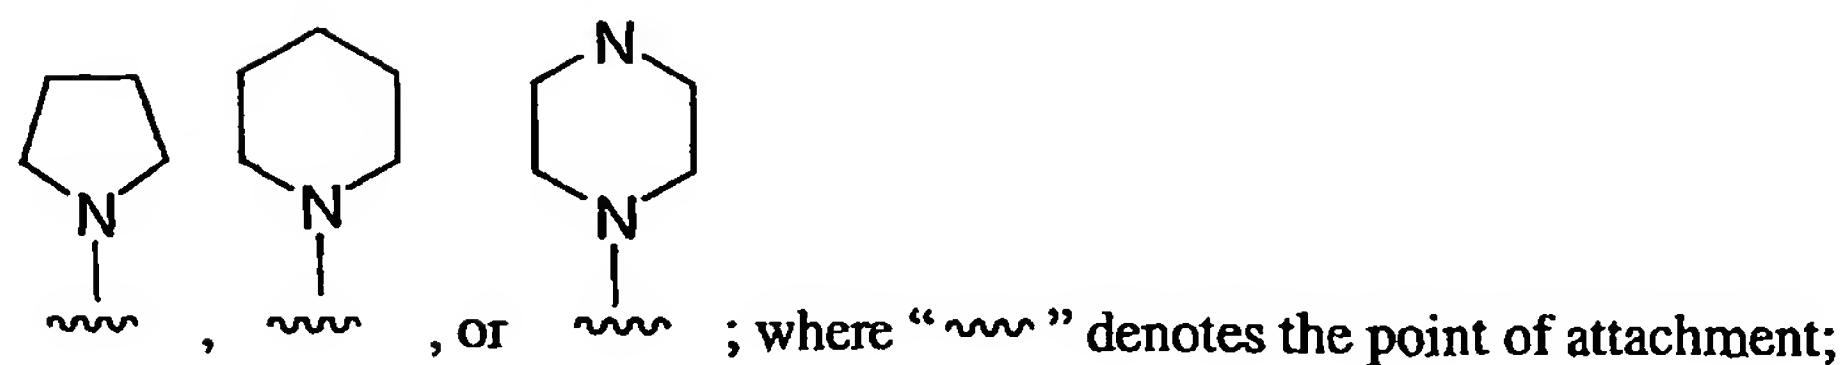 N
N N N
, , or ; where “ ” denotes the point of attachment;